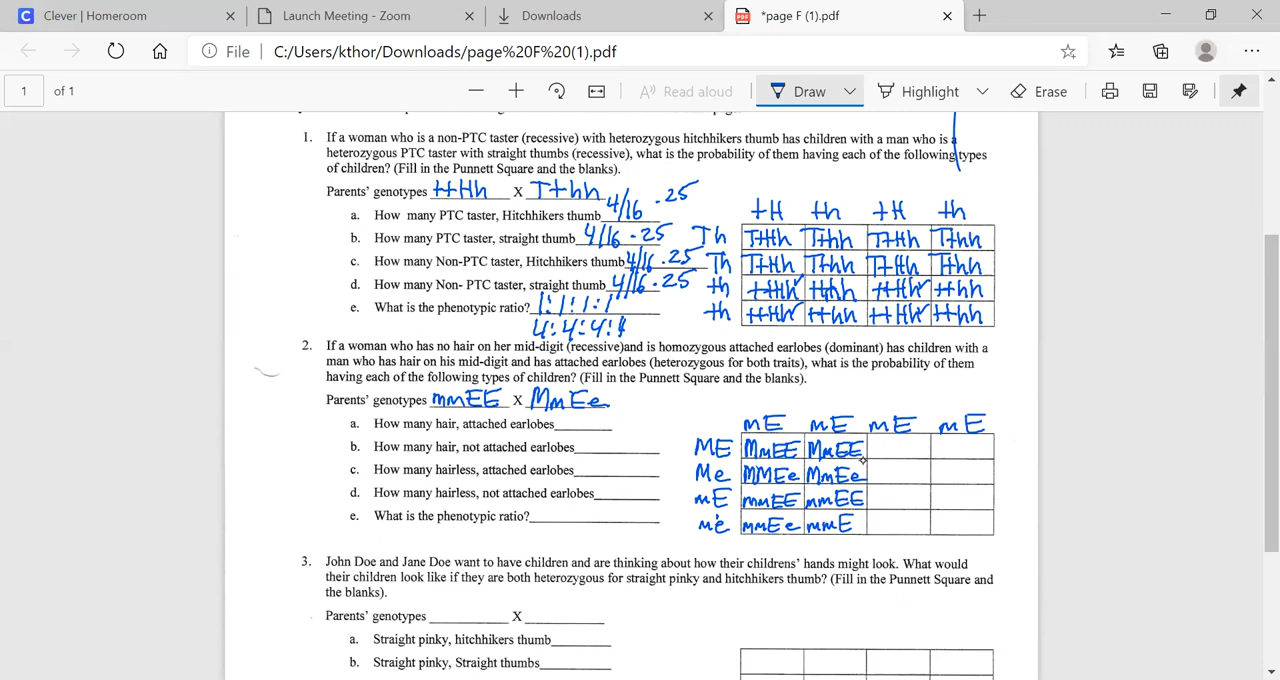 Clever | Homeroom
Launch Meeting - Zoom
Downloads
*page F (1).pdf
File C:/Users/kthor/Downloads/page%20F%20(1).pdf
1 of 1
Read aloud
Draw
Highlight
Erase
1. If a woman who is a non-PTC taster (recessive) with heterozygous hitchhikers thumb has children with a man who is a
heterozygous PTC taster with straight thumbs (recessive), what is the probability of them having each of the following types
of children? (Fill in the Punnett Square and the blanks).
Parents' genotypes ttHh X Tthh
a. How many PTC taster, Hitchhikers thumb 4/16 .25
b. How many PTC taster, straight thumb 4/16 .25
c. How many Non-PTC taster, Hitchhikers thumb 4/16 .25
d. How many Non- PTC taster, straight thumb 4/16 .25
e. What is the phenotypic ratio? 1:1:1:1
4:4:4:4
tH th tH th
Th TtHh Tthh TtHh Tthh
Th TtHh Tthh TtHh Tthh
th ttHh tthh ttHh tthh
th ttHh tthh ttHh tthh
2. If a woman who has no hair on her mid-digit (recessive)and is homozygous attached earlobes (dominant) has children with a
man who has hair on his mid-digit and has attached earlobes (heterozygous for both traits), what is the probability of them
having each of the following types of children? (Fill in the Punnett Square and the blanks).
Parents' genotypes mmEE X MmEe
a. How many hair, attached earlobes
b. How many hair, not attached earlobes
c. How many hairless, attached earlobes
d. How many hairless, not attached earlobes
e. What is the phenotypic ratio?
mE mE mE mE
ME MmEE MmEE
Me MMEe MmEe
mE mmEE mmEE
me mmEe mmE
3. John Doe and Jane Doe want to have children and are thinking about how their childrens' hands might look. What would
their children look like if they are both heterozygous for straight pinky and hitchhikers thumb? (Fill in the Punnett Square and
the blanks).
Parents' genotypes X
a. Straight pinky, hitchhikers thumb
b. Straight pinky, Straight thumbs